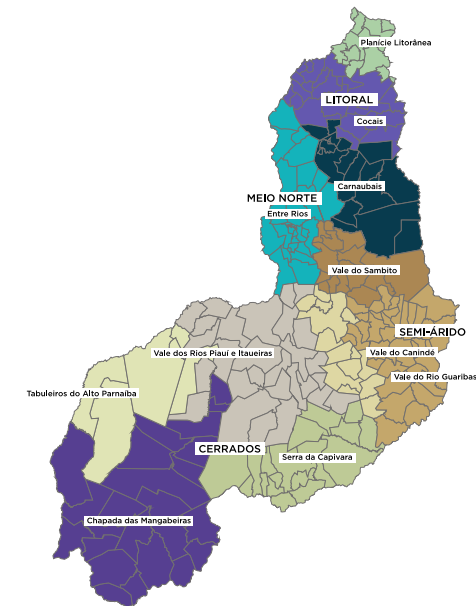 Planície Litorânea
LITORAL
Cocais
Carnaubais
MEIO NORTE
Entre Rios
Vale do Sambito
SEMI-ÁRIDO
Vale dos Rios Piauí e Itaueiras
Vale do Canindé
Vale do Rio Guaribas
Tabuleiros do Alto Parnaíba
CERRADOS
Serra da Capivara
Chapada das Mangabeiras